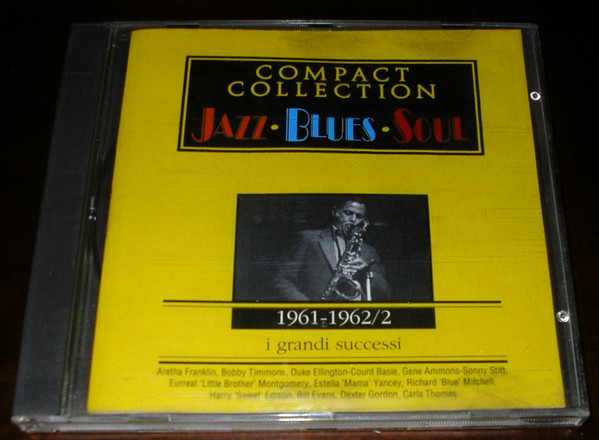 COMPACT
COLLECTION
JAZZ • BLUES • SOUL
1961-1962/2
i grandi successi
Aretha Franklin, Bobby Timmons, Duke Ellington-Count Basie, Gene Ammons-Sonny Stitt,
Eurreal 'Little Brother' Montgomery, Estella 'Mama' Yancey, Richard 'Blue' Mitchell,
Harry 'Sweet' Edison, Bill Evans, Dexter Gordon, Carla Thomas.